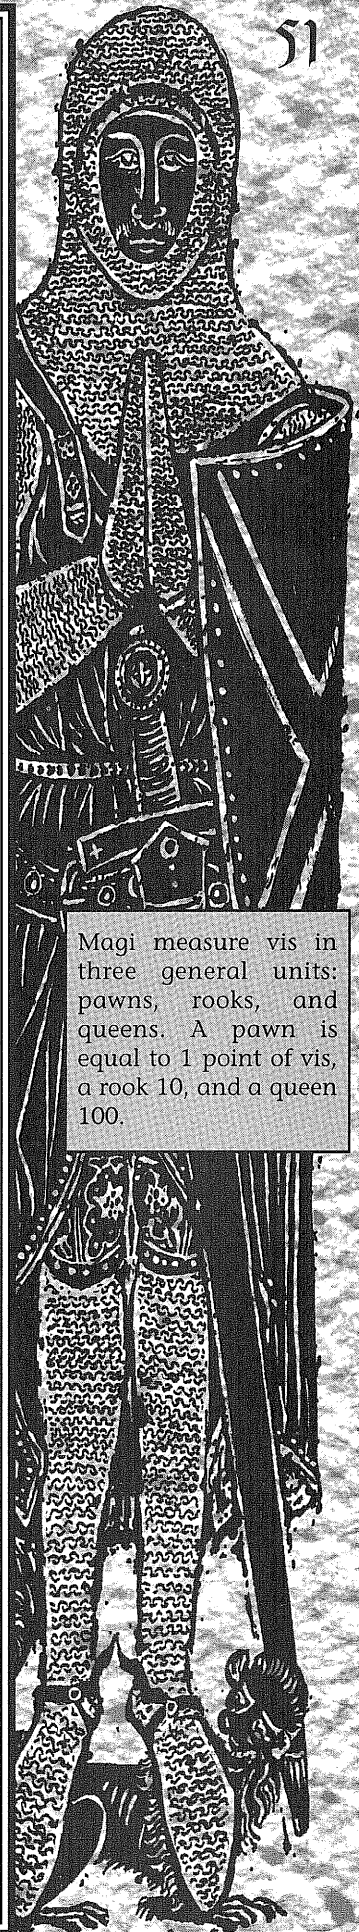 51
Magi measure vis in
three general units:
pawns, rooks, and
queens. A pawn is
equal to 1 point of vis,
a rook 10, and a queen
100.